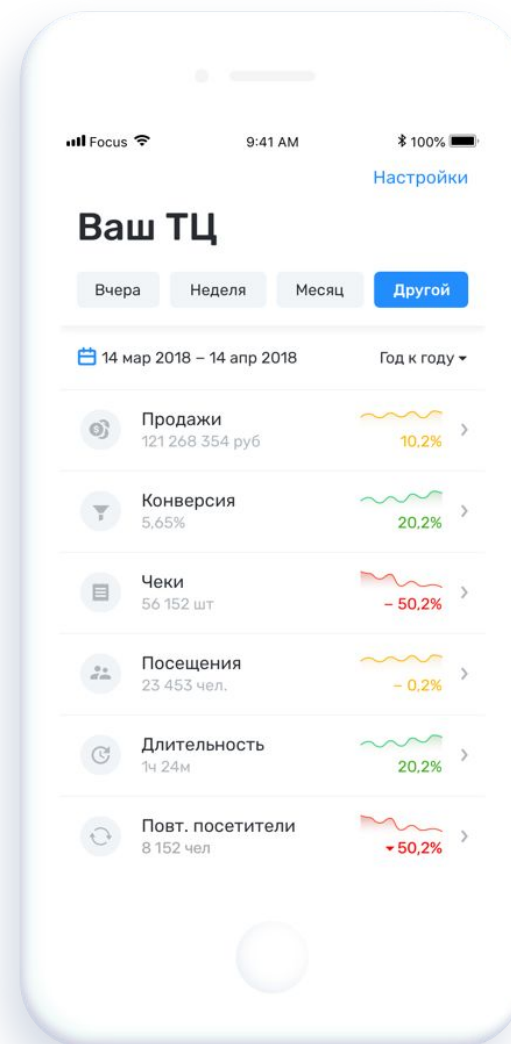 Focus 9:41 AM 100%
Настройки
Ваш ТЦ
Вчера Неделя Месяц Другой
14 мар 2018 – 14 апр 2018 Год к году
Продажи
121 268 354 руб 10,2%
Конверсия
5,65% 20,2%
Чеки
56 152 шт – 50,2%
Посещения
23 453 чел. – 0,2%
Длительность
1ч 24м 20,2%
Повт. посетители
8 152 чел 50,2%